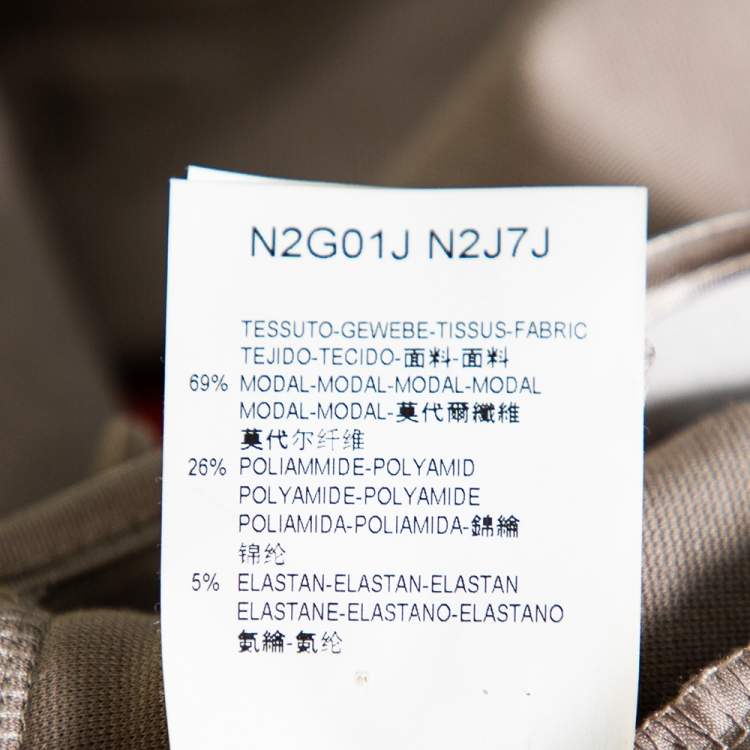 N2G01J N2J7J
TESSUTO-GEWEBE-TISSUS-FABRIC
TEJIDO-TECIDO-面料-面料
69% MODAL-MODAL-MODAL-MODAL
MODAL-MODAL-莫代爾纖維
莫代尔纤维
26% POLIAMMIDE-POLYAMID
POLYAMIDE-POLYAMIDE
POLIAMIDA-POLIAMIDA-錦綸
锦纶
5% ELASTAN-ELASTAN-ELASTAN
ELASTANE-ELASTANO-ELASTANO
氨綸-氨纶